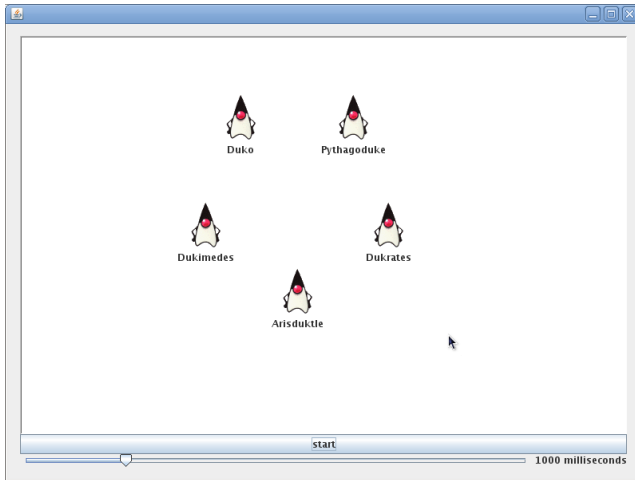 Duko
Pythagoduke
Dukimedes
Dukrates
Arisduktle
start
1000 milliseconds